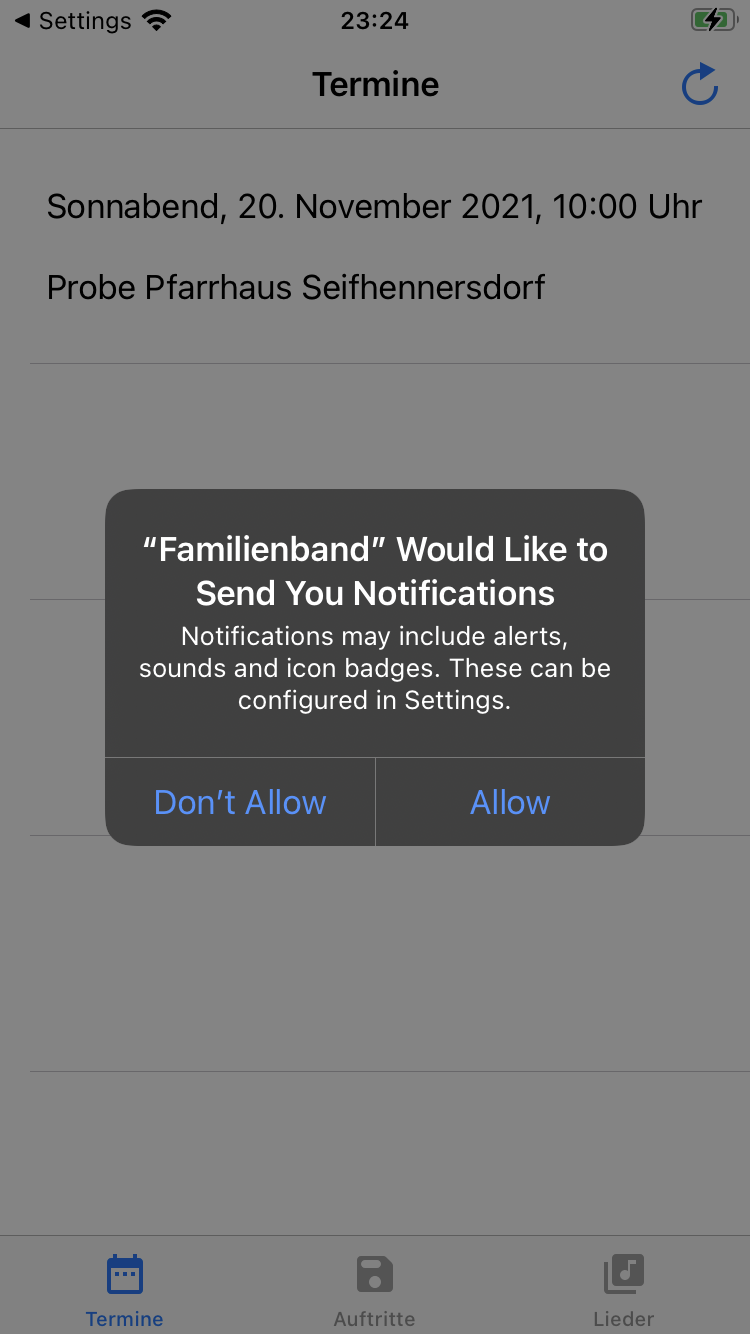 ◀ Settings 23:24
Termine
Sonnabend, 20. November 2021, 10:00 Uhr
Probe Pfarrhaus Seifhennersdorf
“Familienband” Would Like to
Send You Notifications
Notifications may include alerts,
sounds and icon badges. These can be
configured in Settings.
Don’t Allow Allow
Termine Auftritte Lieder